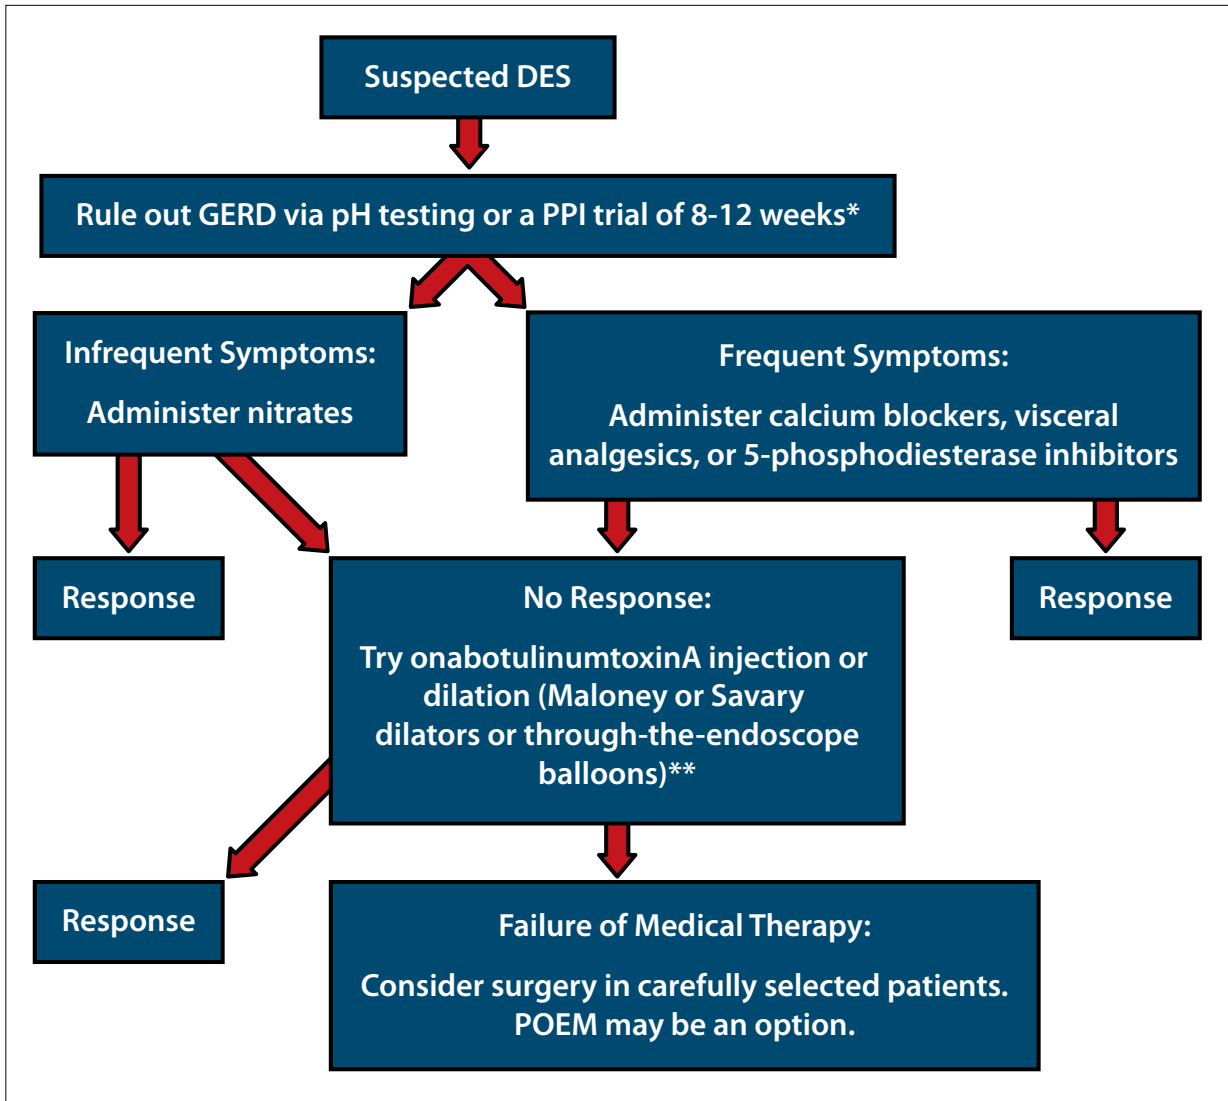 Suspected DES
Rule out GERD via pH testing or a PPI trial of 8-12 weeks*
Infrequent Symptoms:
Administer nitrates
Frequent Symptoms:
Administer calcium blockers, visceral
analgesics, or 5-phosphodiesterase inhibitors
Response
No Response:
Try onabotulinumtoxinA injection or
dilation (Maloney or Savary
dilators or through-the-endoscope
balloons)**
Response
Response
Failure of Medical Therapy:
Consider surgery in carefully selected patients.
POEM may be an option.